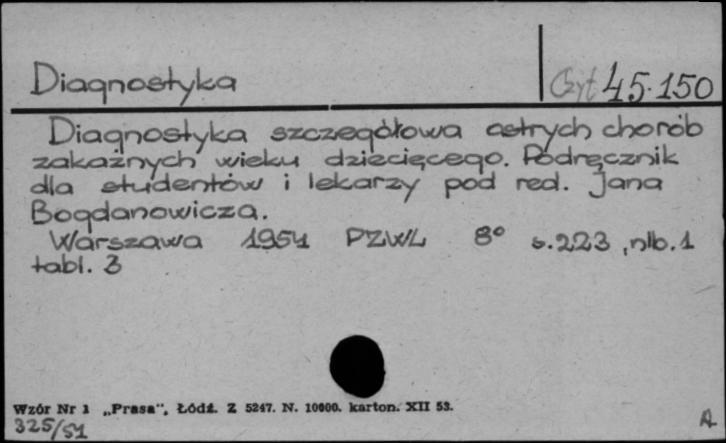 Diagnostyka
Czyt 45.150
Diagnostyka szczegółowa ostrych chorób
zakaźnych wieku dziecięcego. Podręcznik
dla studentów i lekarzy pod red. Jana
Bogdanowicza.
Warszawa 1954 PZWL 8° s.223, nlb.1
tabl. 3
Wzór Nr 1 „Prasa", Łódź. Z 5247. N. 10000. karton. XII 53.
325/51
A